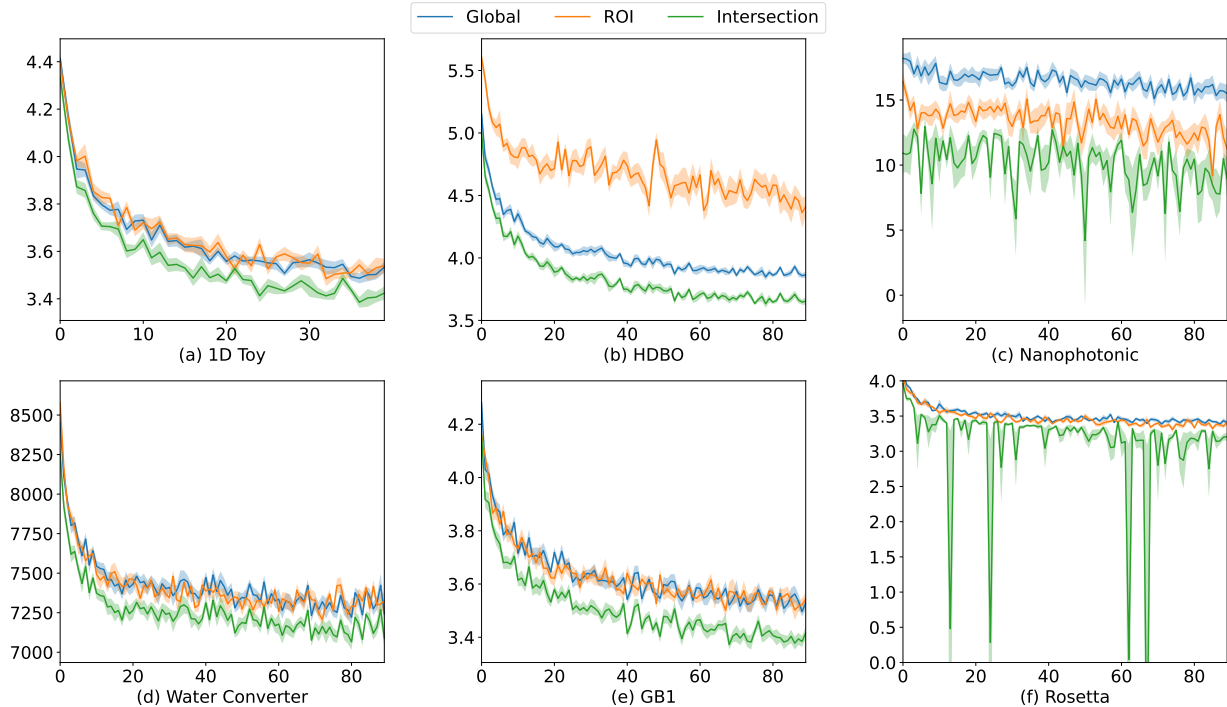 Global ROI Intersection
4.4
4.2
4.0
3.8
3.6
3.4
0 10 20 30
(a) 1D Toy
5.5
5.0
4.5
4.0
3.5
0 20 40 60 80
(b) HDBO
15
10
5
0
0 20 40 60 80
(c) Nanophotonic
8500
8250
8000
7750
7500
7250
7000
0 20 40 60 80
(d) Water Converter
4.2
4.0
3.8
3.6
3.4
0 20 40 60 80
(e) GB1
4.0
3.5
3.0
2.5
2.0
1.5
1.0
0.5
0.0
0 20 40 60 80
(f) Rosetta